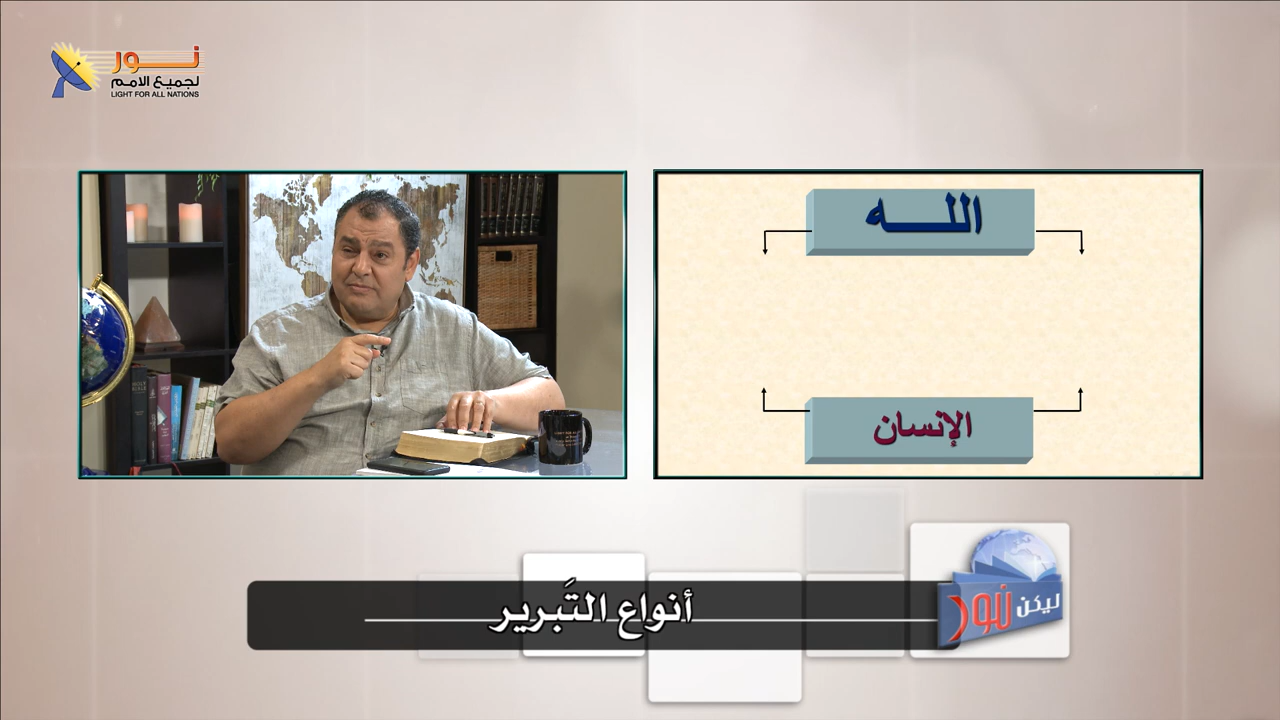 نور
لجميع الامم
LIGHT FOR ALL NATIONS
الله
الإنسان
أنواع التَبرير
ليكن نور